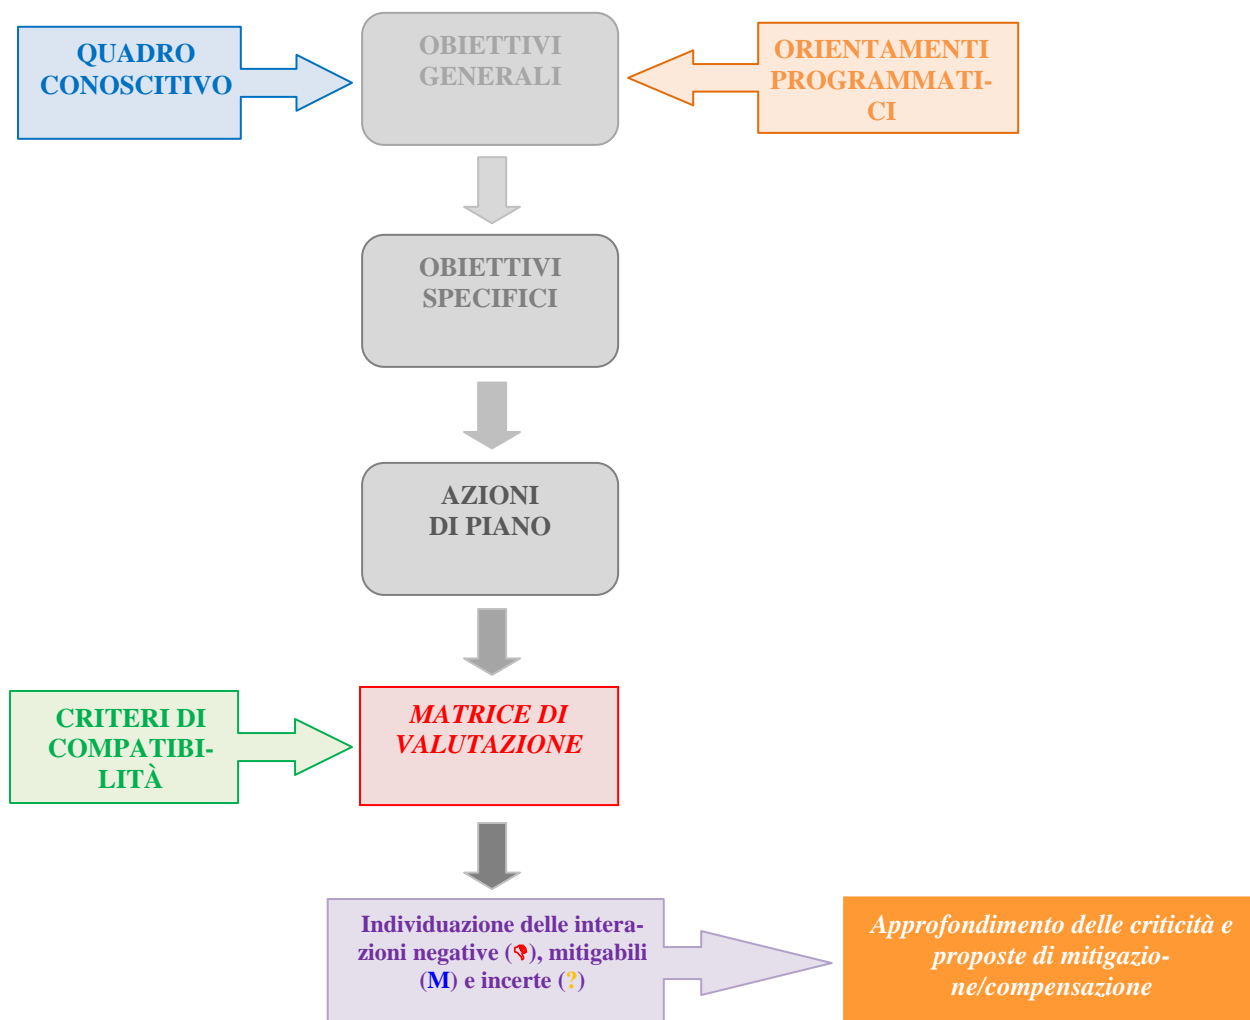 QUADRO
CONOSCITIVO
OBIETTIVI
GENERALI
ORIENTAMENTI
PROGRAMMATI-
CI
OBIETTIVI
SPECIFICI
AZIONI
DI PIANO
CRITERI DI
COMPATIBI-
LITÀ
MATRICE DI
VALUTAZIONE
Individuazione delle intera-
zioni negative (👎), mitigabili
(M) e incerte (?)
Approfondimento delle criticità e
proposte di mitigazio-
ne/compensazione